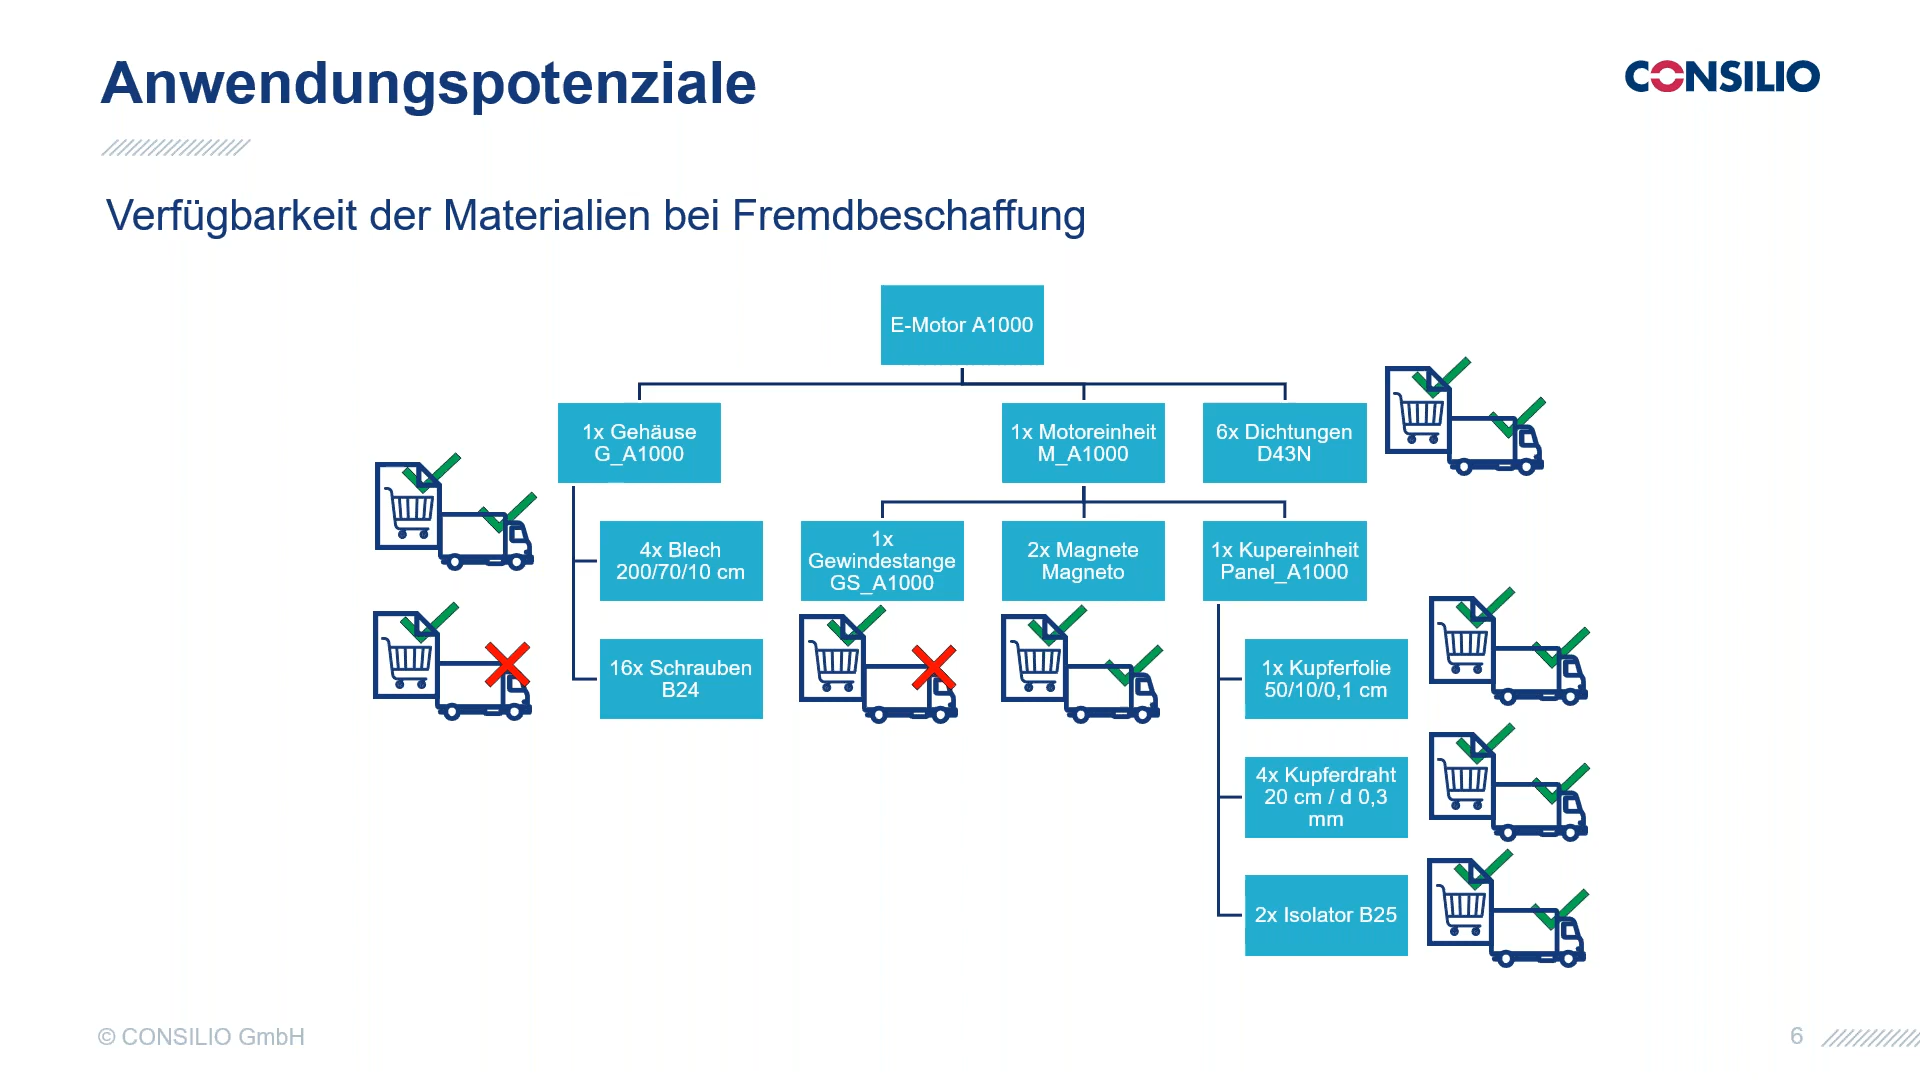 Anwendungspotenziale
CONSILIO
Verfügbarkeit der Materialien bei Fremdbeschaffung
E-Motor A1000
1x Gehäuse
G_A1000
1x Motoreinheit
M_A1000
6x Dichtungen
D43N
4x Blech
200/70/10 cm
1x
Gewindestange
GS_A1000
2x Magnete
Magneto
1x Kupereinheit
Panel_A1000
16x Schrauben
B24
1x Kupferfolie
50/10/0,1 cm
4x Kupferdraht
20 cm / d 0,3
mm
2x Isolator B25
© CONSILIO GmbH
6